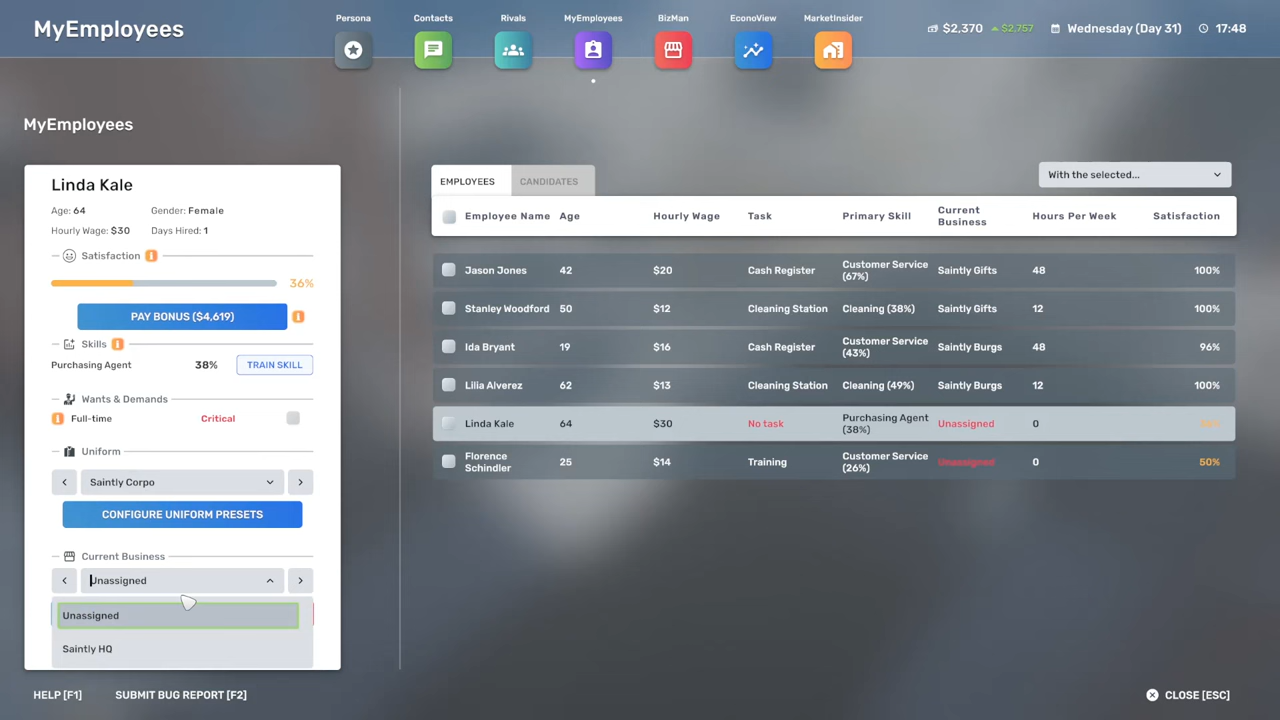 MyEmployees
Persona
Contacts
Rivals
MyEmployees
BizMan
EconoView
MarketInsider
$2,370
$2,757
Wednesday (Day 31)
17:48
MyEmployees
Linda Kale
Age: 64
Gender: Female
Hourly Wage: $30
Days Hired: 1
Satisfaction
36%
PAY BONUS ($4,619)
Skills
Purchasing Agent
38%
TRAIN SKILL
Wants & Demands
Full-time
Critical
Uniform
Saintly Corpo
CONFIGURE UNIFORM PRESETS
Current Business
Unassigned
Unassigned
Saintly HQ
EMPLOYEES
CANDIDATES
With the selected...
Employee Name
Age
Hourly Wage
Task
Primary Skill
Current
Business
Hours Per Week
Satisfaction
Jason Jones
42
$20
Cash Register
Customer Service
(67%)
Saintly Gifts
48
100%
Stanley Woodford
50
$12
Cleaning Station
Cleaning (38%)
Saintly Gifts
12
100%
Ida Bryant
19
$16
Cash Register
Customer Service
(43%)
Saintly Burgs
48
96%
Lilia Alverez
62
$13
Cleaning Station
Cleaning (49%)
Saintly Burgs
12
100%
Linda Kale
64
$30
No task
Purchasing Agent
(38%)
Unassigned
0
Florence
Schindler
25
$14
Training
Customer Service
(26%)
Unassigned
0
50%
HELP [F1]
SUBMIT BUG REPORT [F2]
CLOSE [ESC]